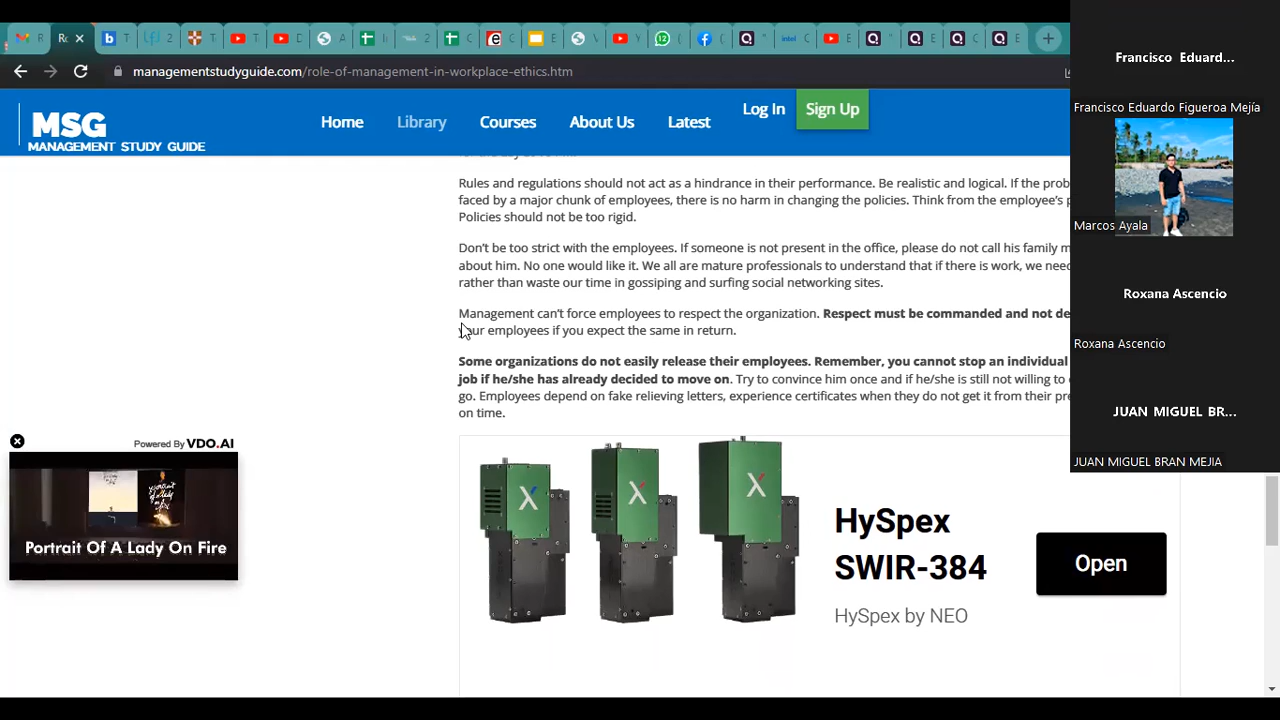 managementstudyguide.com/role-of-management-in-workplace-ethics.htm
MSG
MANAGEMENT STUDY GUIDE
Home
Library
Courses
About Us
Latest
Log In
Sign Up
Rules and regulations should not act as a hindrance in their performance. Be realistic and logical. If the prob
faced by a major chunk of employees, there is no harm in changing the policies. Think from the employee's p
Policies should not be too rigid.
Don't be too strict with the employees. If someone is not present in the office, please do not call his family m
about him. No one would like it. We all are mature professionals to understand that if there is work, we nee
rather than waste our time in gossiping and surfing social networking sites.
Management can't force employees to respect the organization. Respect must be commanded and not de
your employees if you expect the same in return.
Some organizations do not easily release their employees. Remember, you cannot stop an individual
job if he/she has already decided to move on. Try to convince him once and if he/she is still not willing to
go. Employees depend on fake relieving letters, experience certificates when they do not get it from their pre
on time.
Powered By VDO.AI
Portrait Of A Lady On Fire
HySpex
SWIR-384
HySpex by NEO
Open
Francisco Eduard...
Francisco Eduardo Figueroa Mejía
Marcos Ayala
Roxana Ascencio
Roxana Ascencio
JUAN MIGUEL BR...
JUAN MIGUEL BRAN MEJIA